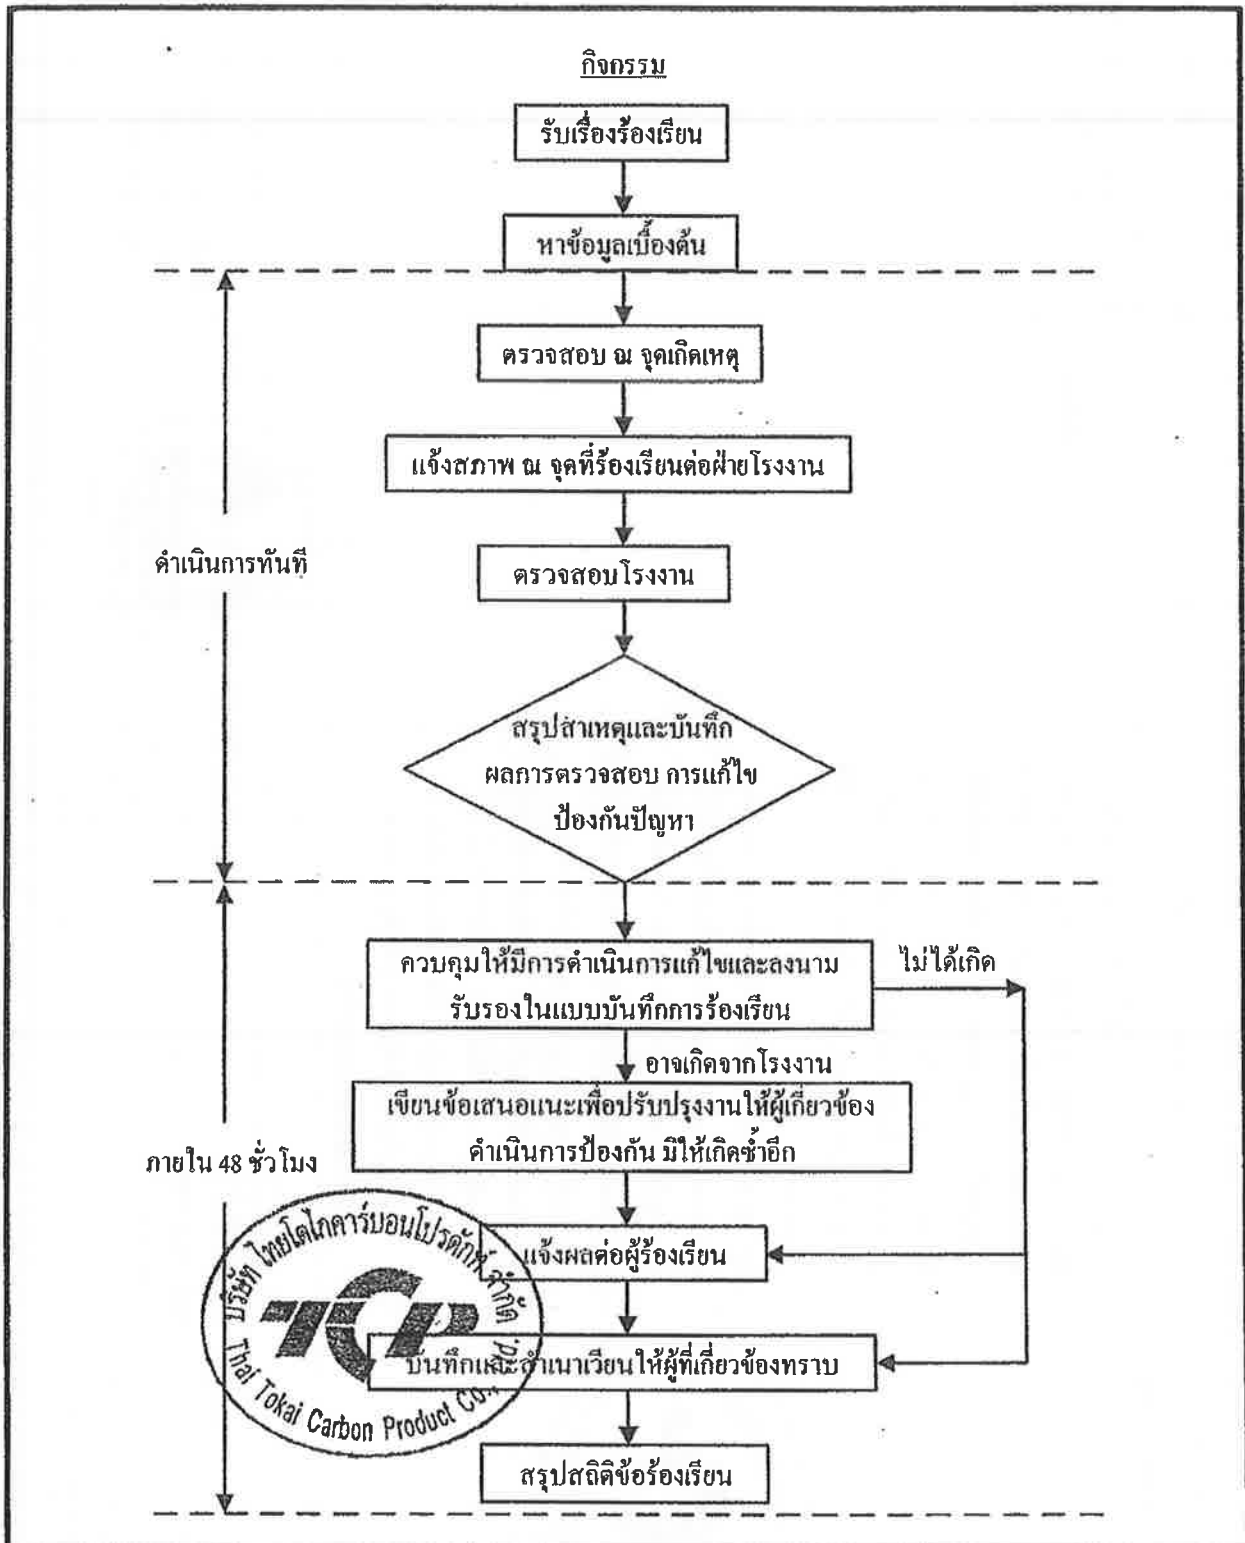 กิจกรรม
รับเรื่องร้องเรียน
หาข้อมูลเบื้องต้น
ตรวจสอบ ณ จุดเกิดเหตุ
แจ้งสภาพ ณ จุดที่ร้องเรียนต่อฝ่ายโรงงาน
ดำเนินการทันที
ตรวจสอบโรงงาน
สรุปสาเหตุและบันทึก
ผลการตรวจสอบ การแก้ไข
ป้องกันปัญหา
ควบคุมให้มีการดำเนินการแก้ไขและลงนาม
รับรองในแบบบันทึกการร้องเรียน
ไม่ได้เกิด
อาจเกิดจากโรงงาน
เขียนข้อเสนอแนะเพื่อปรับปรุงงานให้ผู้เกี่ยวข้อง
ดำเนินการป้องกัน มิให้เกิดซ้ำอีก
ภายใน 48 ชั่วโมง
แจ้งผลต่อผู้ร้องเรียน
บันทึกและสำเนาเวียนให้ผู้ที่เกี่ยวข้องทราบ
สรุปสถิติข้อร้องเรียน
บริษัท ไทยโตไกคาร์บอนโปรดักท์ จำกัด
TCP
Thai Tokai Carbon Product Co., Ltd.